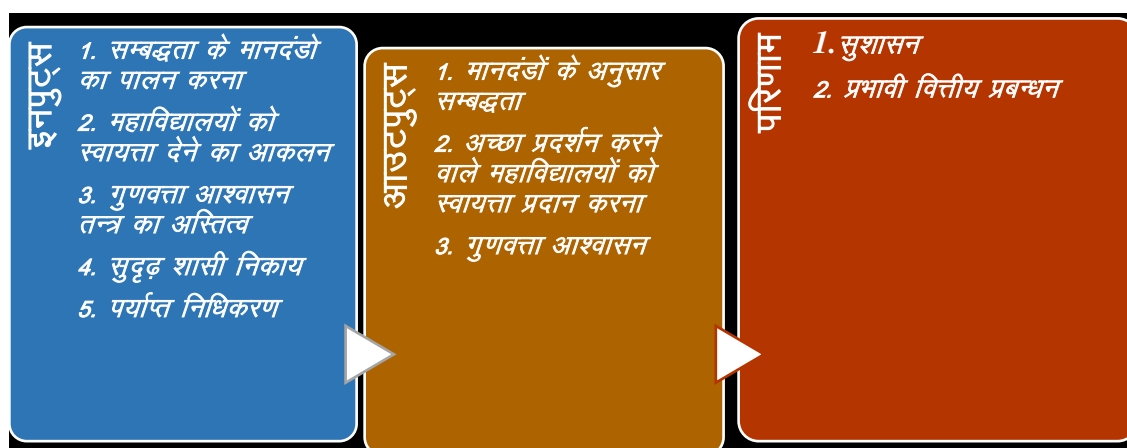 इनपुट्स
1. सम्बद्धता के मानदंडो
का पालन करना
2. महाविद्यालयों को
स्वायत्ता देने का आकलन
3. गुणवत्ता आश्वासन
तन्त्र का अस्तित्व
4. सुदृढ़ शासी निकाय
5. पर्याप्त निधिकरण
आउटपुट्स
1. मानदंडों के अनुसार
सम्बद्धता
2. अच्छा प्रदर्शन करने
वाले महाविद्यालयों को
स्वायत्ता प्रदान करना
3. गुणवत्ता आश्वासन
परिणाम
1. सुशासन
2. प्रभावी वित्तीय प्रबन्धन